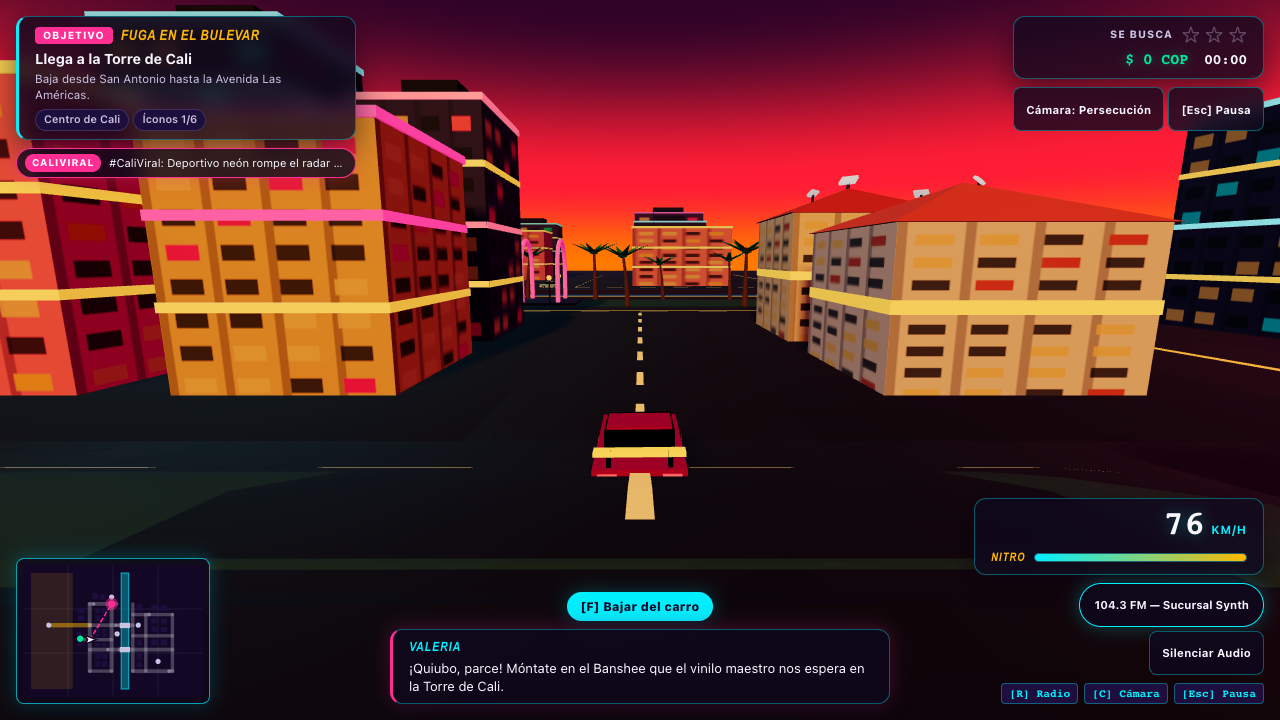 OBJETIVO FUGA EN EL BULEVAR
Llega a la Torre de Cali
Baja desde San Antonio hasta la Avenida Las
Américas.
Centro de Cali Íconos 1/6
CALIVIRAL #CaliViral: Deportivo neón rompe el radar ...
SE BUSCA
$ 0 COP 00:00
Cámara: Persecución [Esc] Pausa
76 KM/H
NITRO
104.3 FM — Sucursal Synth
Silenciar Audio
[R] Radio [C] Cámara [Esc] Pausa
[F] Bajar del carro
VALERIA
¡Quiubo, parce! Móntate en el Banshee que el vinilo maestro nos espera en
la Torre de Cali.